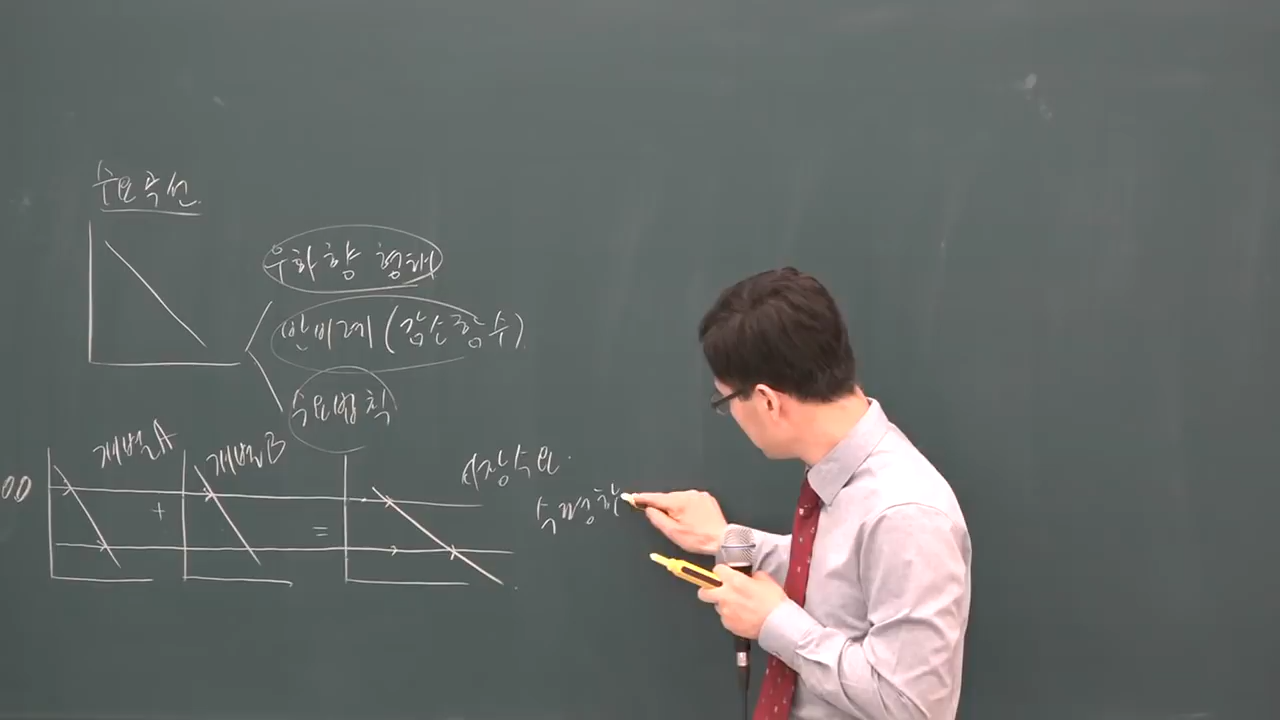 수요곡선
우하향 형태
반비례 (감소함수)
수요법칙
개별A
개별B
+
=
시장수요
수평합